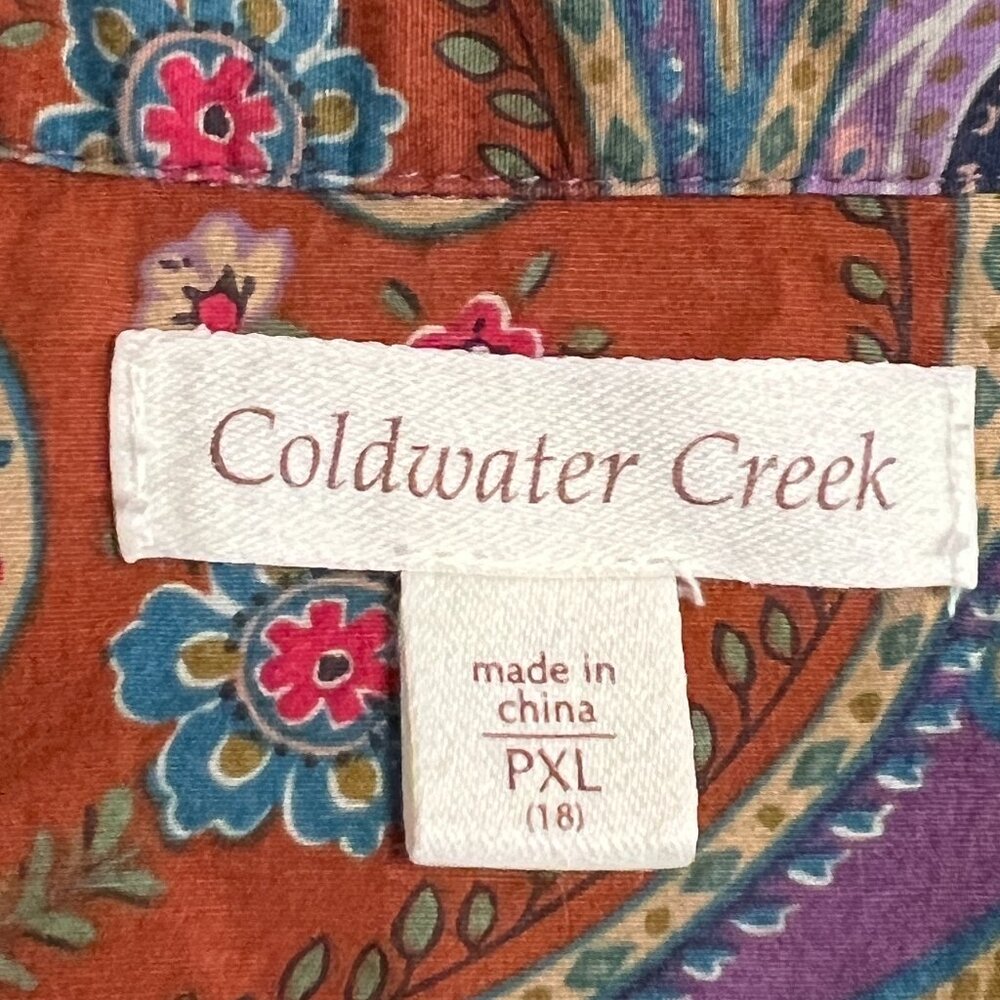 Coldwater Creek
made in
china
PXL
(18)